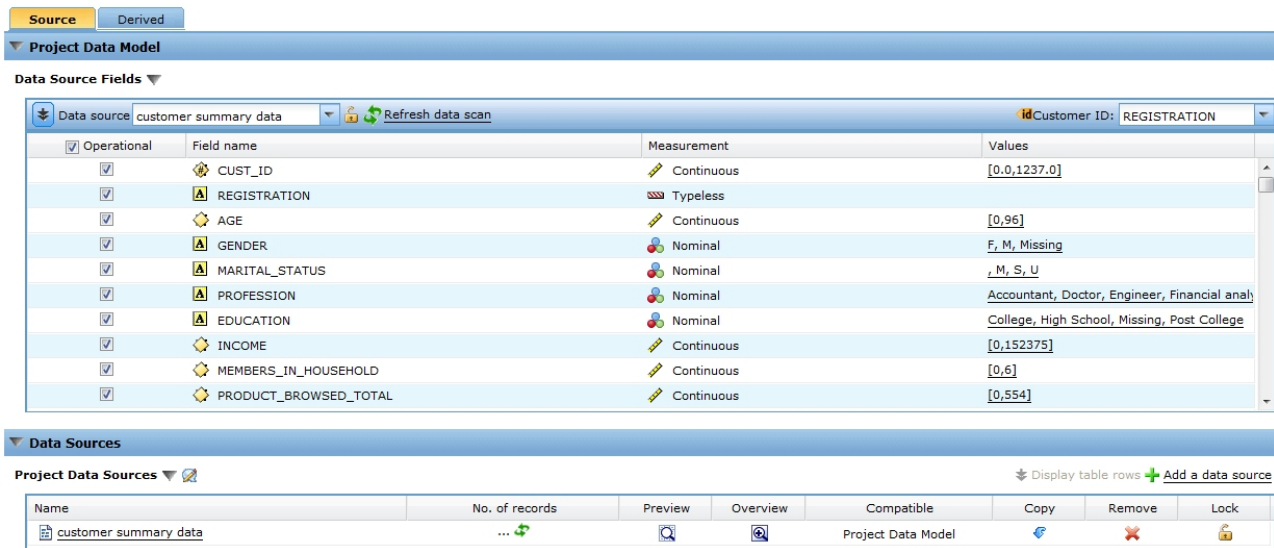 Source Derived
Project Data Model
Data Source Fields
Data source customer summary data Refresh data scan id Customer ID: REGISTRATION
Operational Field name Measurement Values
# CUST_ID Continuous [0.0,1237.0]
A REGISTRATION Typeless
AGE Continuous [0,96]
A GENDER Nominal F, M, Missing
A MARITAL_STATUS Nominal , M, S, U
A PROFESSION Nominal Accountant, Doctor, Engineer, Financial analy
A EDUCATION Nominal College, High School, Missing, Post College
INCOME Continuous [0,152375]
MEMBERS_IN_HOUSEHOLD Continuous [0,6]
PRODUCT_BROWSED_TOTAL Continuous [0,554]
Data Sources
Project Data Sources Display table rows Add a data source
Name No. of records Preview Overview Compatible Copy Remove Lock
customer summary data ... Project Data Model